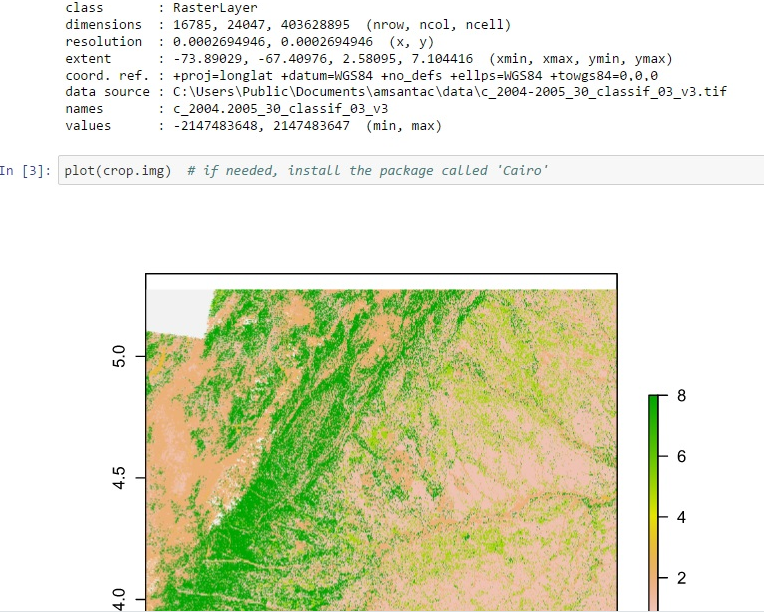 class : RasterLayer
dimensions : 16785, 24047, 403628895 (nrow, ncol, ncell)
resolution : 0.0002694946, 0.0002694946 (x, y)
extent : -73.89029, -67.40976, 2.58095, 7.104416 (xmin, xmax, ymin, ymax)
coord. ref. : +proj=longlat +datum=WGS84 +no_defs +ellps=WGS84 +towgs84=0,0,0
data source : C:\Users\Public\Documents\amsantac\data\c_2004-2005_30_classif_03_v3.tif
names : c_2004.2005_30_classif_03_v3
values : -2147483648, 2147483647 (min, max)
In [3]: plot(crop.img) # if needed, install the package called 'Cairo'
5.0
4.5
4.0
8
6
4
2